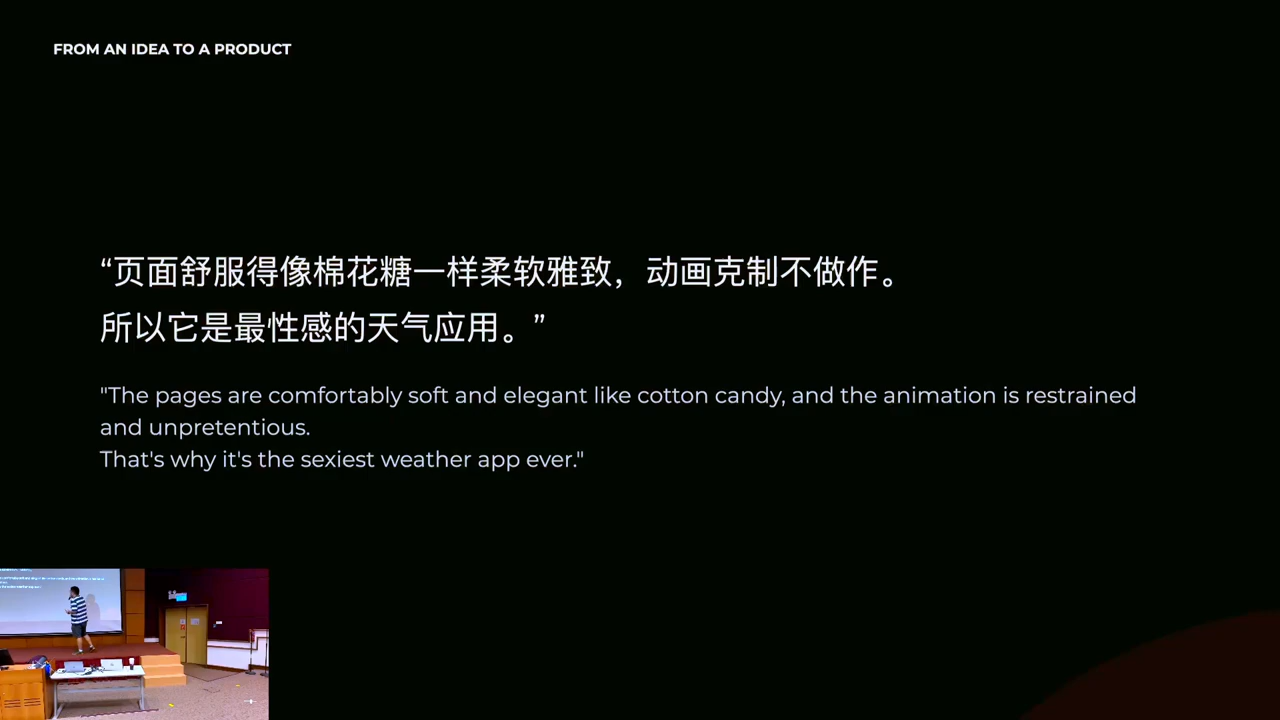 FROM AN IDEA TO A PRODUCT
“页面舒服得像棉花糖一样柔软雅致，动画克制不做作。
所以它是最性感的天气应用。”
"The pages are comfortably soft and elegant like cotton candy, and the animation is restrained
and unpretentious.
That's why it's the sexiest weather app ever."